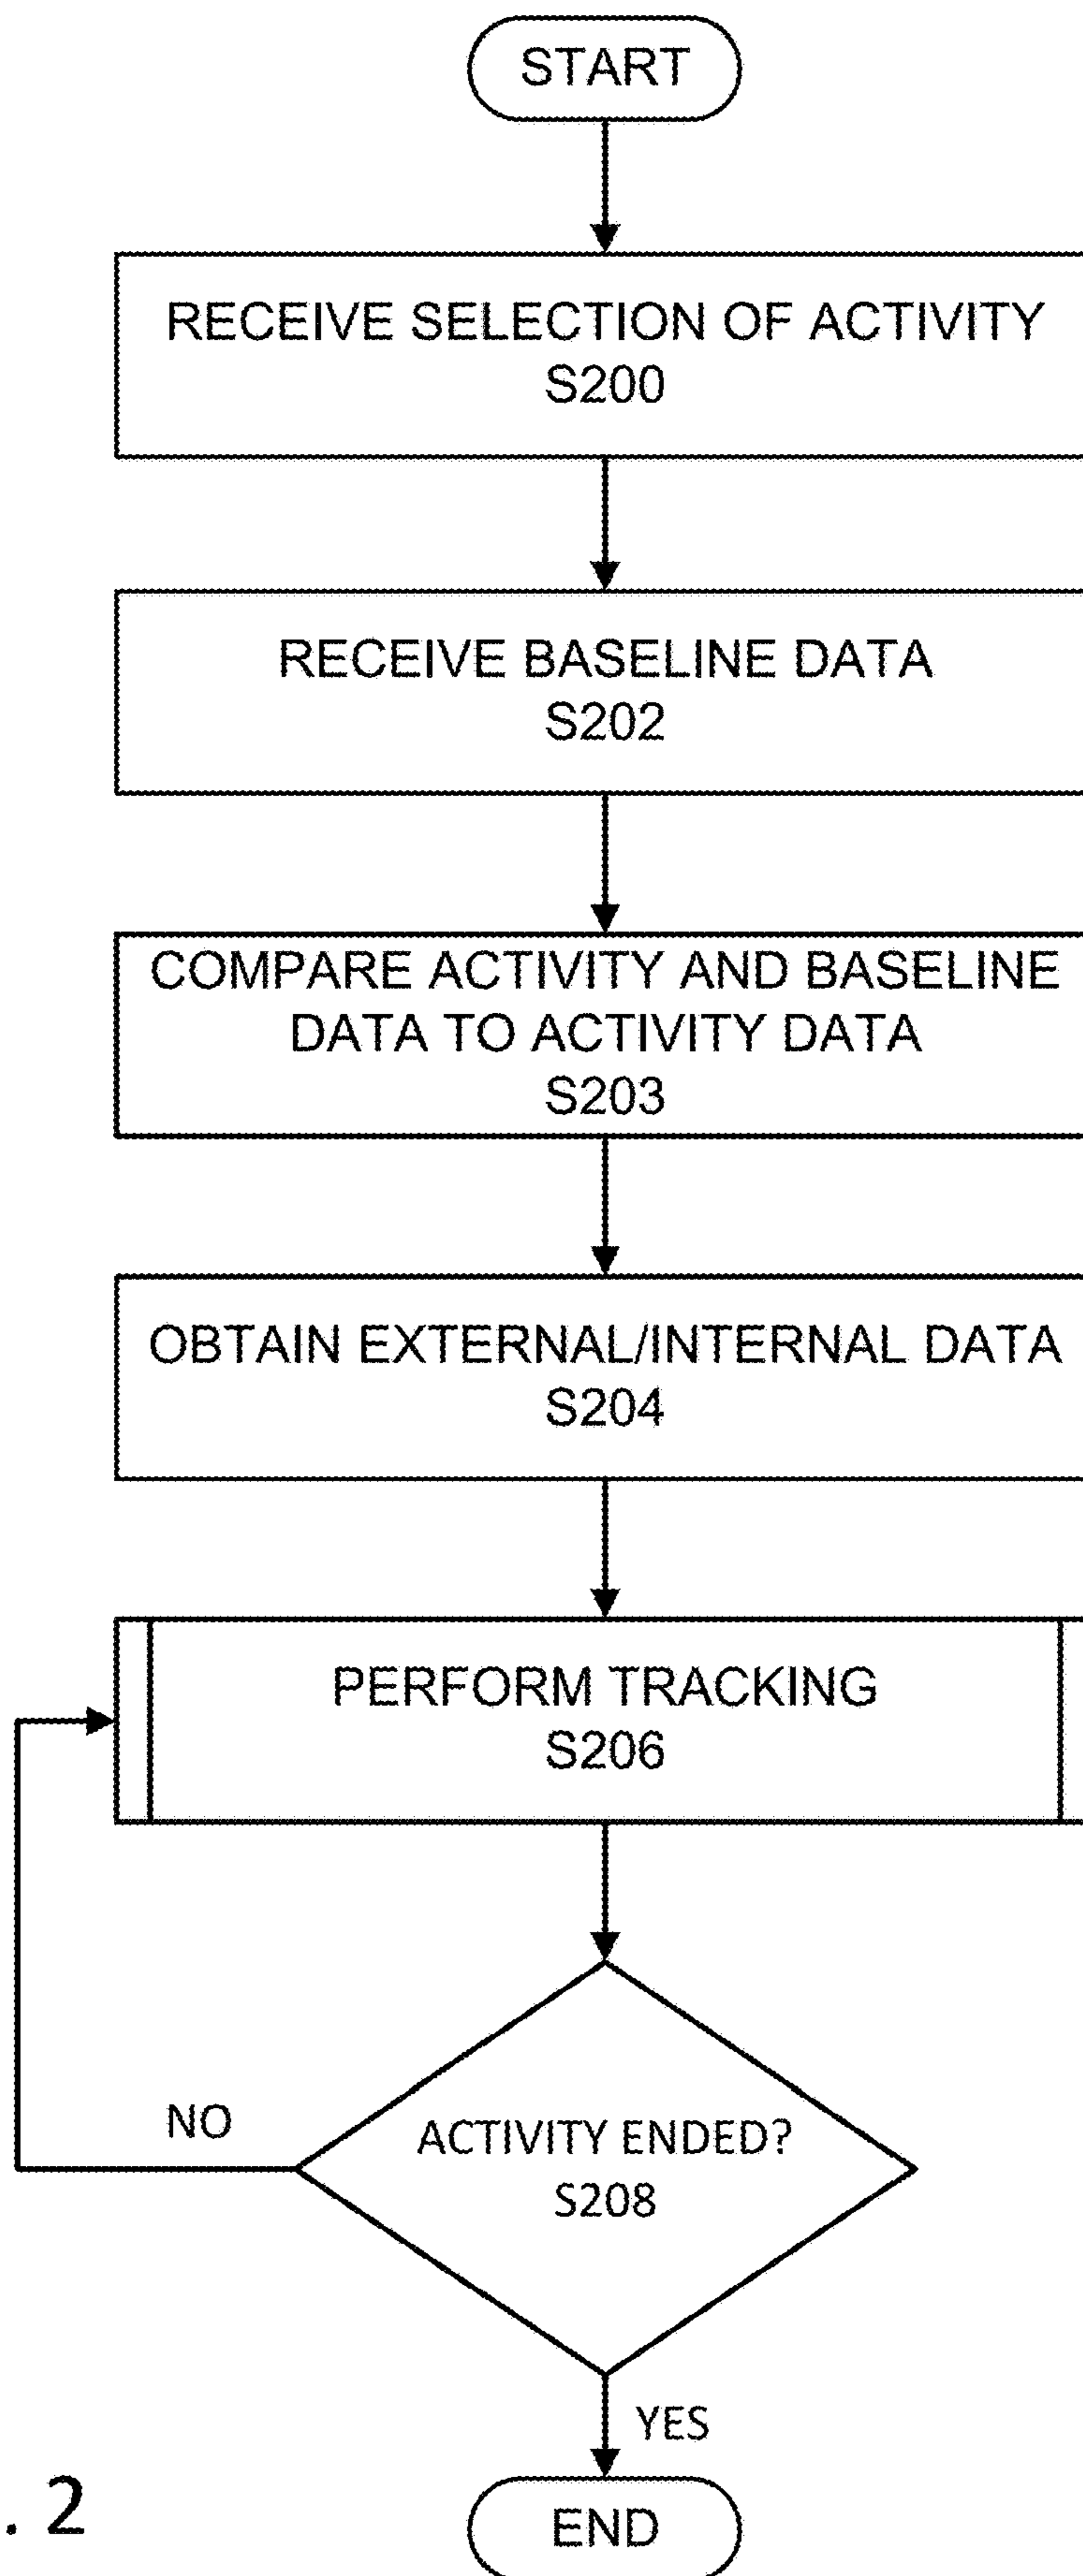 START
RECEIVE SELECTION OF ACTIVITY
S200
RECEIVE BASELINE DATA
S202
COMPARE ACTIVITY AND BASELINE
DATA TO ACTIVITY DATA
S203
OBTAIN EXTERNAL/INTERNAL DATA
S204
PERFORM TRACKING
S206
NO
ACTIVITY ENDED?
S208
YES
. 2
END